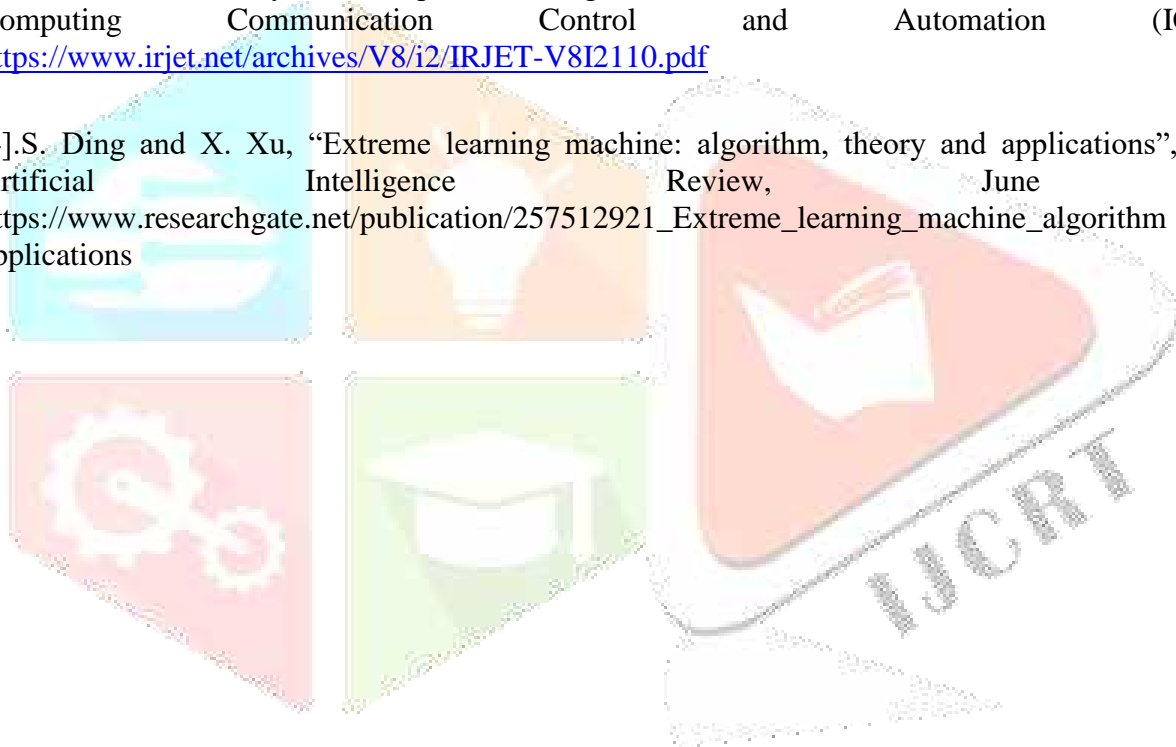 omputing Communication Control and Automation
ttps://www.irjet.net/archives/V8/i2/IRJET-V8I2110.pdf
].S. Ding and X. Xu, “Extreme learning machine: algorithm, theory and applications”,
rtificial Intelligence Review, June
ttps://www.researchgate.net/publication/257512921_Extreme_learning_machine_algorithm
pplications
IJCRT